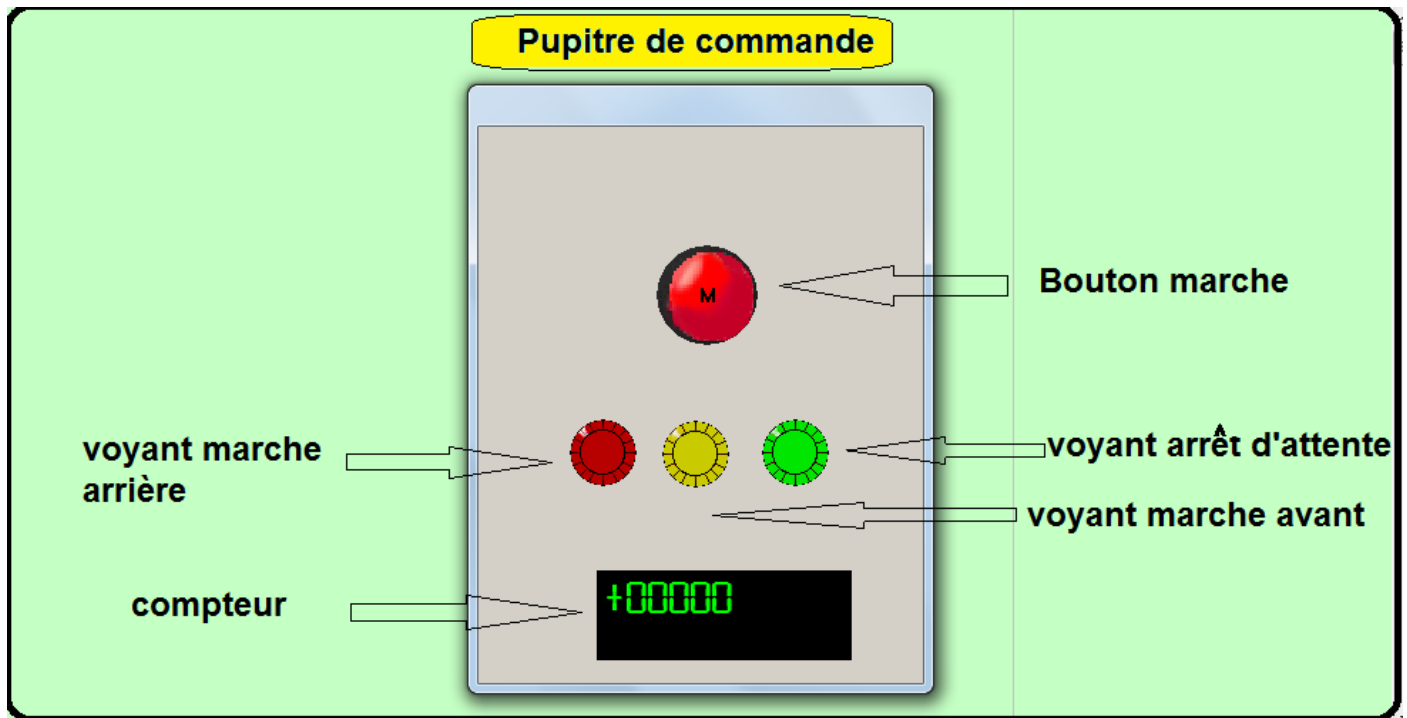 Pupitre de commande
M
Bouton marche
voyant marche
arrière
voyant arrêt d'attente
voyant marche avant
compteur
+00000